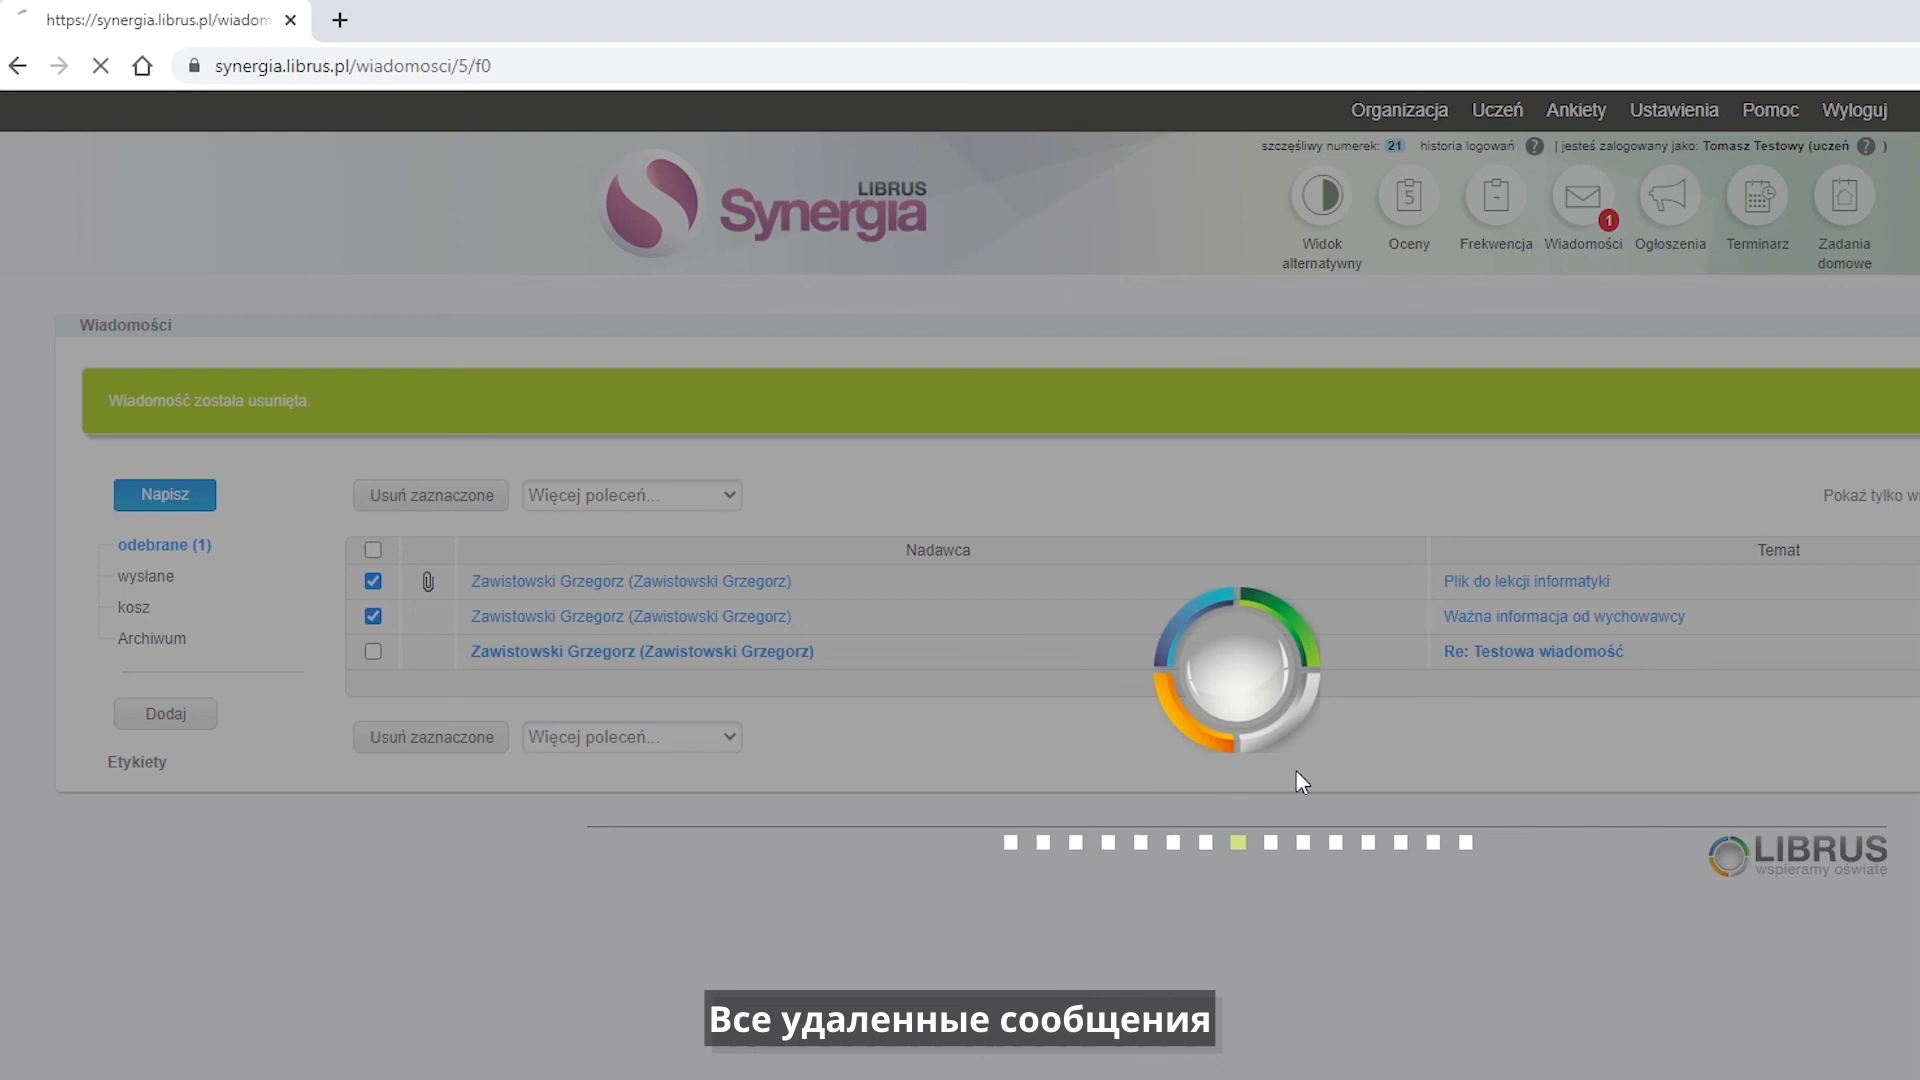 https://synergia.librus.pl/wiadom
synergia.librus.pl/wiadomosci/5/f0
Organizacja Uczeń Ankiety Ustawienia Pomoc Wyloguj
szczęśliwy numerek: 21 historia logowań ? | jesteś zalogowany jako: Tomasz Testowy (uczeń ? )
LIBRUS
Synergia
5
1
Widok alternatywny
Oceny
Frekwencja
Wiadomości
Ogłoszenia
Terminarz
Zadania domowe
Wiadomości
Wiadomość została usunięta.
Napisz
Usuń zaznaczone Więcej poleceń... Pokaż tylko wi
odebrane (1)
wysłane
kosz
Archiwum
Dodaj
Etykiety
Nadawca Temat
Zawistowski Grzegorz (Zawistowski Grzegorz) Plik do lekcji informatyki
Zawistowski Grzegorz (Zawistowski Grzegorz) Ważna informacja od wychowawcy
Zawistowski Grzegorz (Zawistowski Grzegorz) Re: Testowa wiadomość
Usuń zaznaczone Więcej poleceń...
LIBRUS
wspieramy oświatę
Все удаленные сообщения